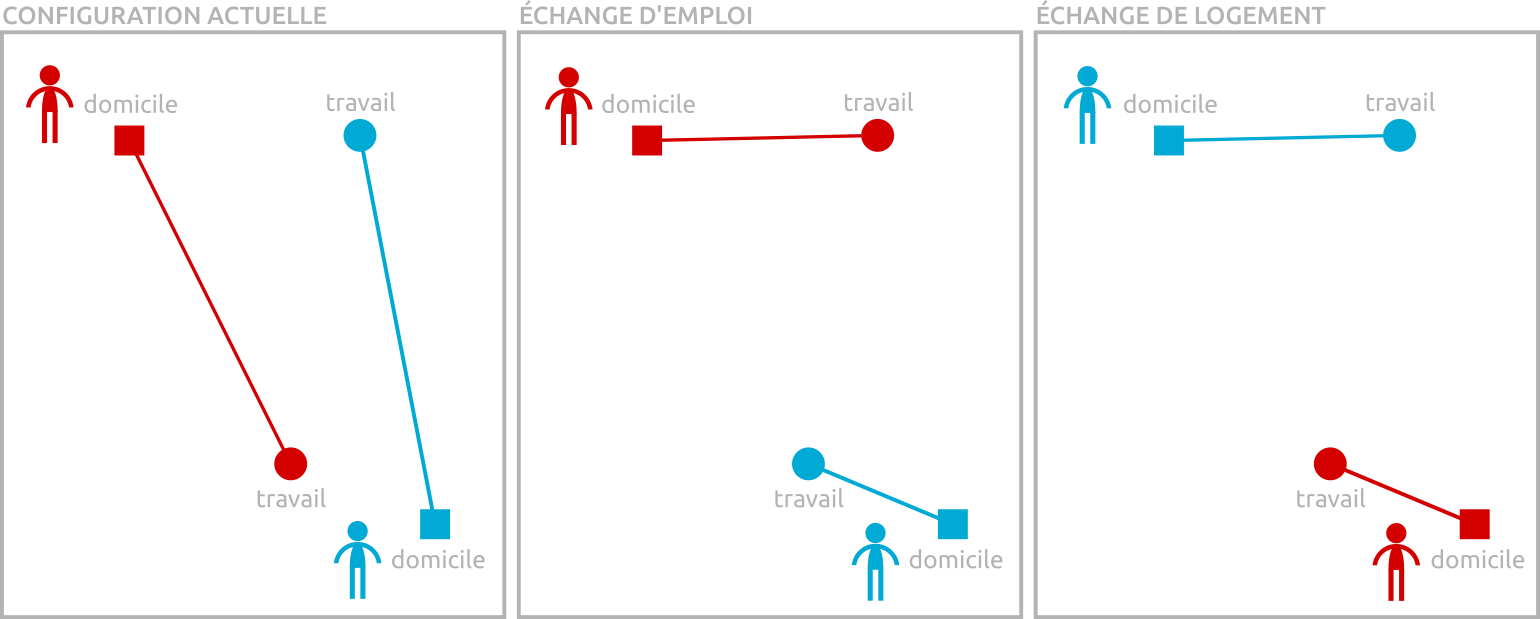 CONFIGURATION ACTUELLE
domicile
travail
travail
domicile
ÉCHANGE D'EMPLOI
domicile
travail
travail
domicile
ÉCHANGE DE LOGEMENT
domicile
travail
travail
domicile